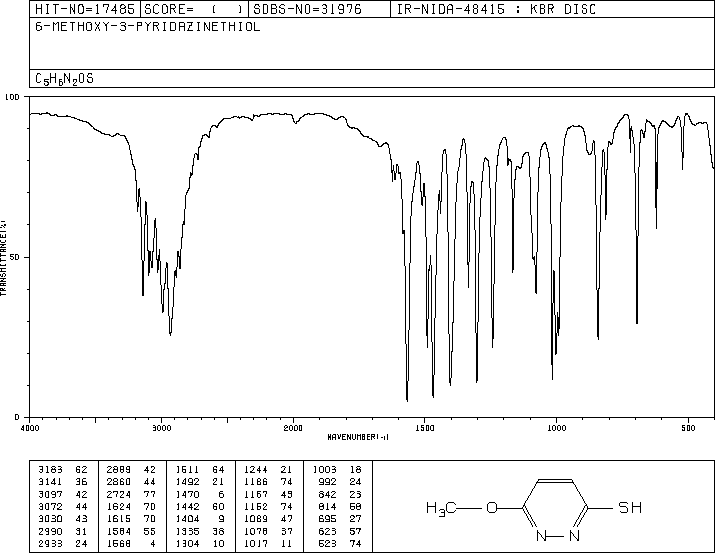 HIT-NO=17485 SCORE= ( ) SDBS-NO=31976 IR-NIDA-48415 : KBR DISC
6-METHOXY-3-PYRIDAZINETHIOL
C5H6N2OS
100
50
0
TRANSMITTANCE(%)
4000 3000 2000 1500 1000 500
WAVENUMBER(-1)
3183 62 2889 42 1511 64 1244 21 1003 18
3141 36 2860 44 1492 21 1186 74 992 24
3097 42 2724 77 1470 6 1167 43 842 23
3072 44 1624 70 1442 60 1152 74 814 58
3030 43 1615 70 1404 9 1089 47 695 27
2990 31 1584 55 1335 38 1078 37 623 57
2933 24 1568 4 1304 10 1017 11 523 74
H3C O SH
N N